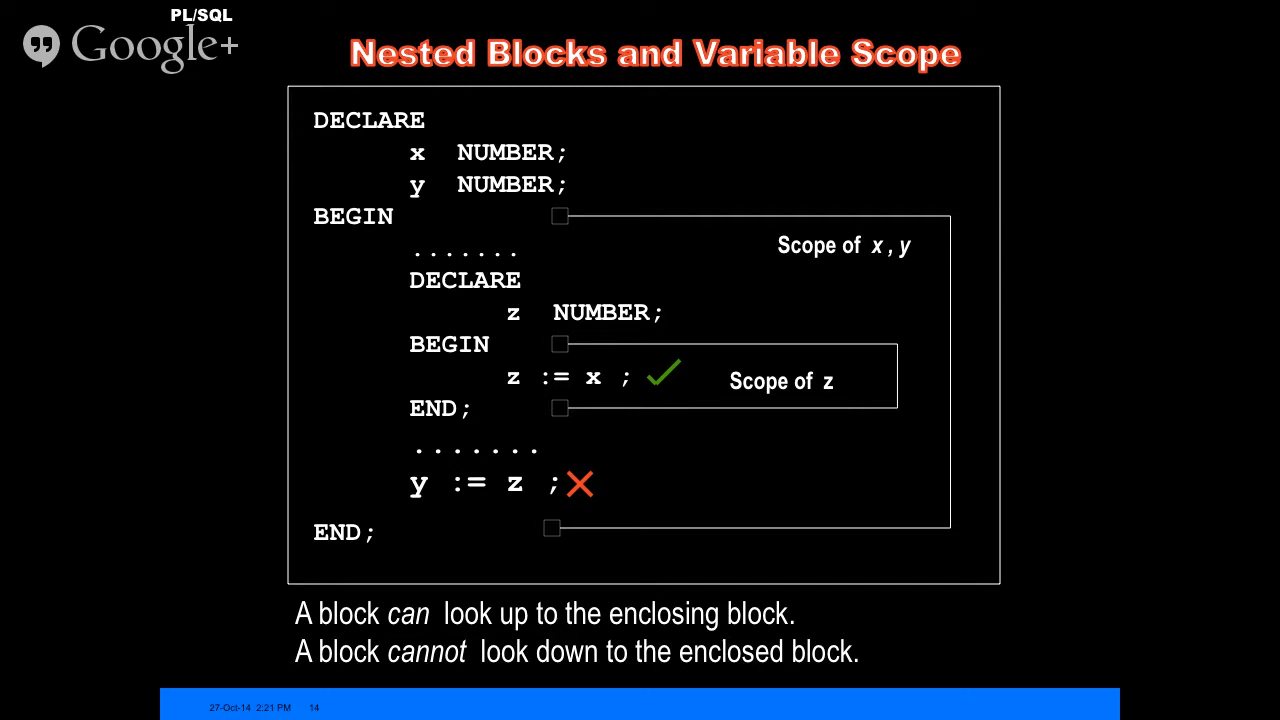 PL/SQL
Google+
Nested Blocks and Variable Scope
DECLARE
x NUMBER;
y NUMBER;
BEGIN
Scope of x , y
.......
DECLARE
z NUMBER;
BEGIN
z := x ;
Scope of z
END;
.......
y := z ;
END;
A block can look up to the enclosing block.
A block cannot look down to the enclosed block.
27-Oct-14 2:21 PM 14